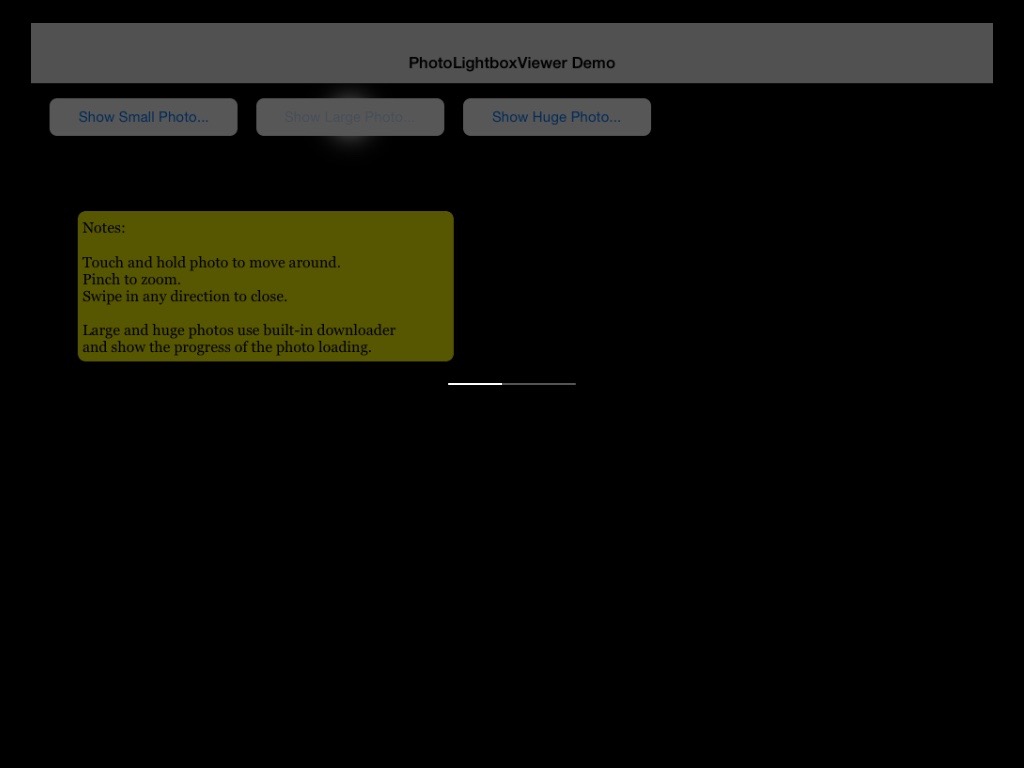 PhotoLightboxViewer Demo
Show Small Photo...
Show Large Photo...
Show Huge Photo...
Notes:
Touch and hold photo to move around.
Pinch to zoom.
Swipe in any direction to close.
Large and huge photos use built-in downloader
and show the progress of the photo loading.